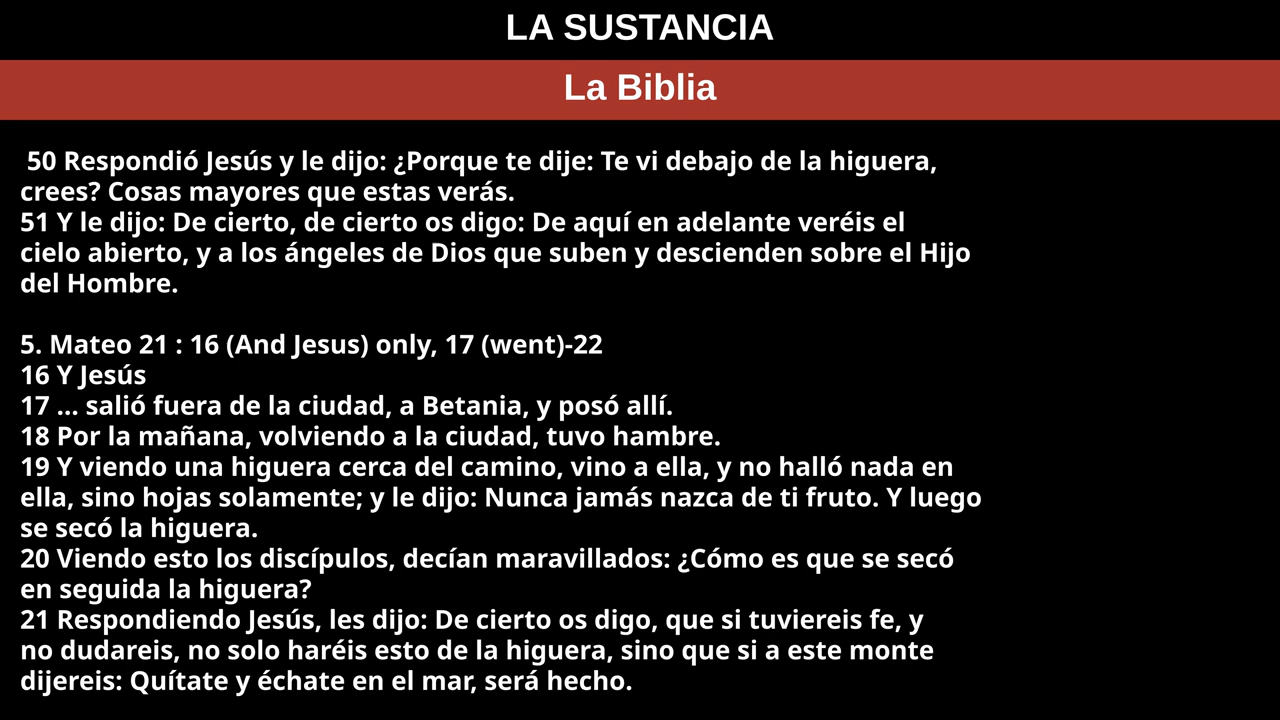 LA SUSTANCIA
La Biblia
50 Respondió Jesús y le dijo: ¿Porque te dije: Te vi debajo de la higuera,
crees? Cosas mayores que estas verás.
51 Y le dijo: De cierto, de cierto os digo: De aquí en adelante veréis el
cielo abierto, y a los ángeles de Dios que suben y descienden sobre el Hijo
del Hombre.
5. Mateo 21 : 16 (And Jesus) only, 17 (went)-22
16 Y Jesús
17 ... salió fuera de la ciudad, a Betania, y posó allí.
18 Por la mañana, volviendo a la ciudad, tuvo hambre.
19 Y viendo una higuera cerca del camino, vino a ella, y no halló nada en
ella, sino hojas solamente; y le dijo: Nunca jamás nazca de ti fruto. Y luego
se secó la higuera.
20 Viendo esto los discípulos, decían maravillados: ¿Cómo es que se secó
en seguida la higuera?
21 Respondiendo Jesús, les dijo: De cierto os digo, que si tuviereis fe, y
no dudareis, no solo haréis esto de la higuera, sino que si a este monte
dijereis: Quítate y échate en el mar, será hecho.